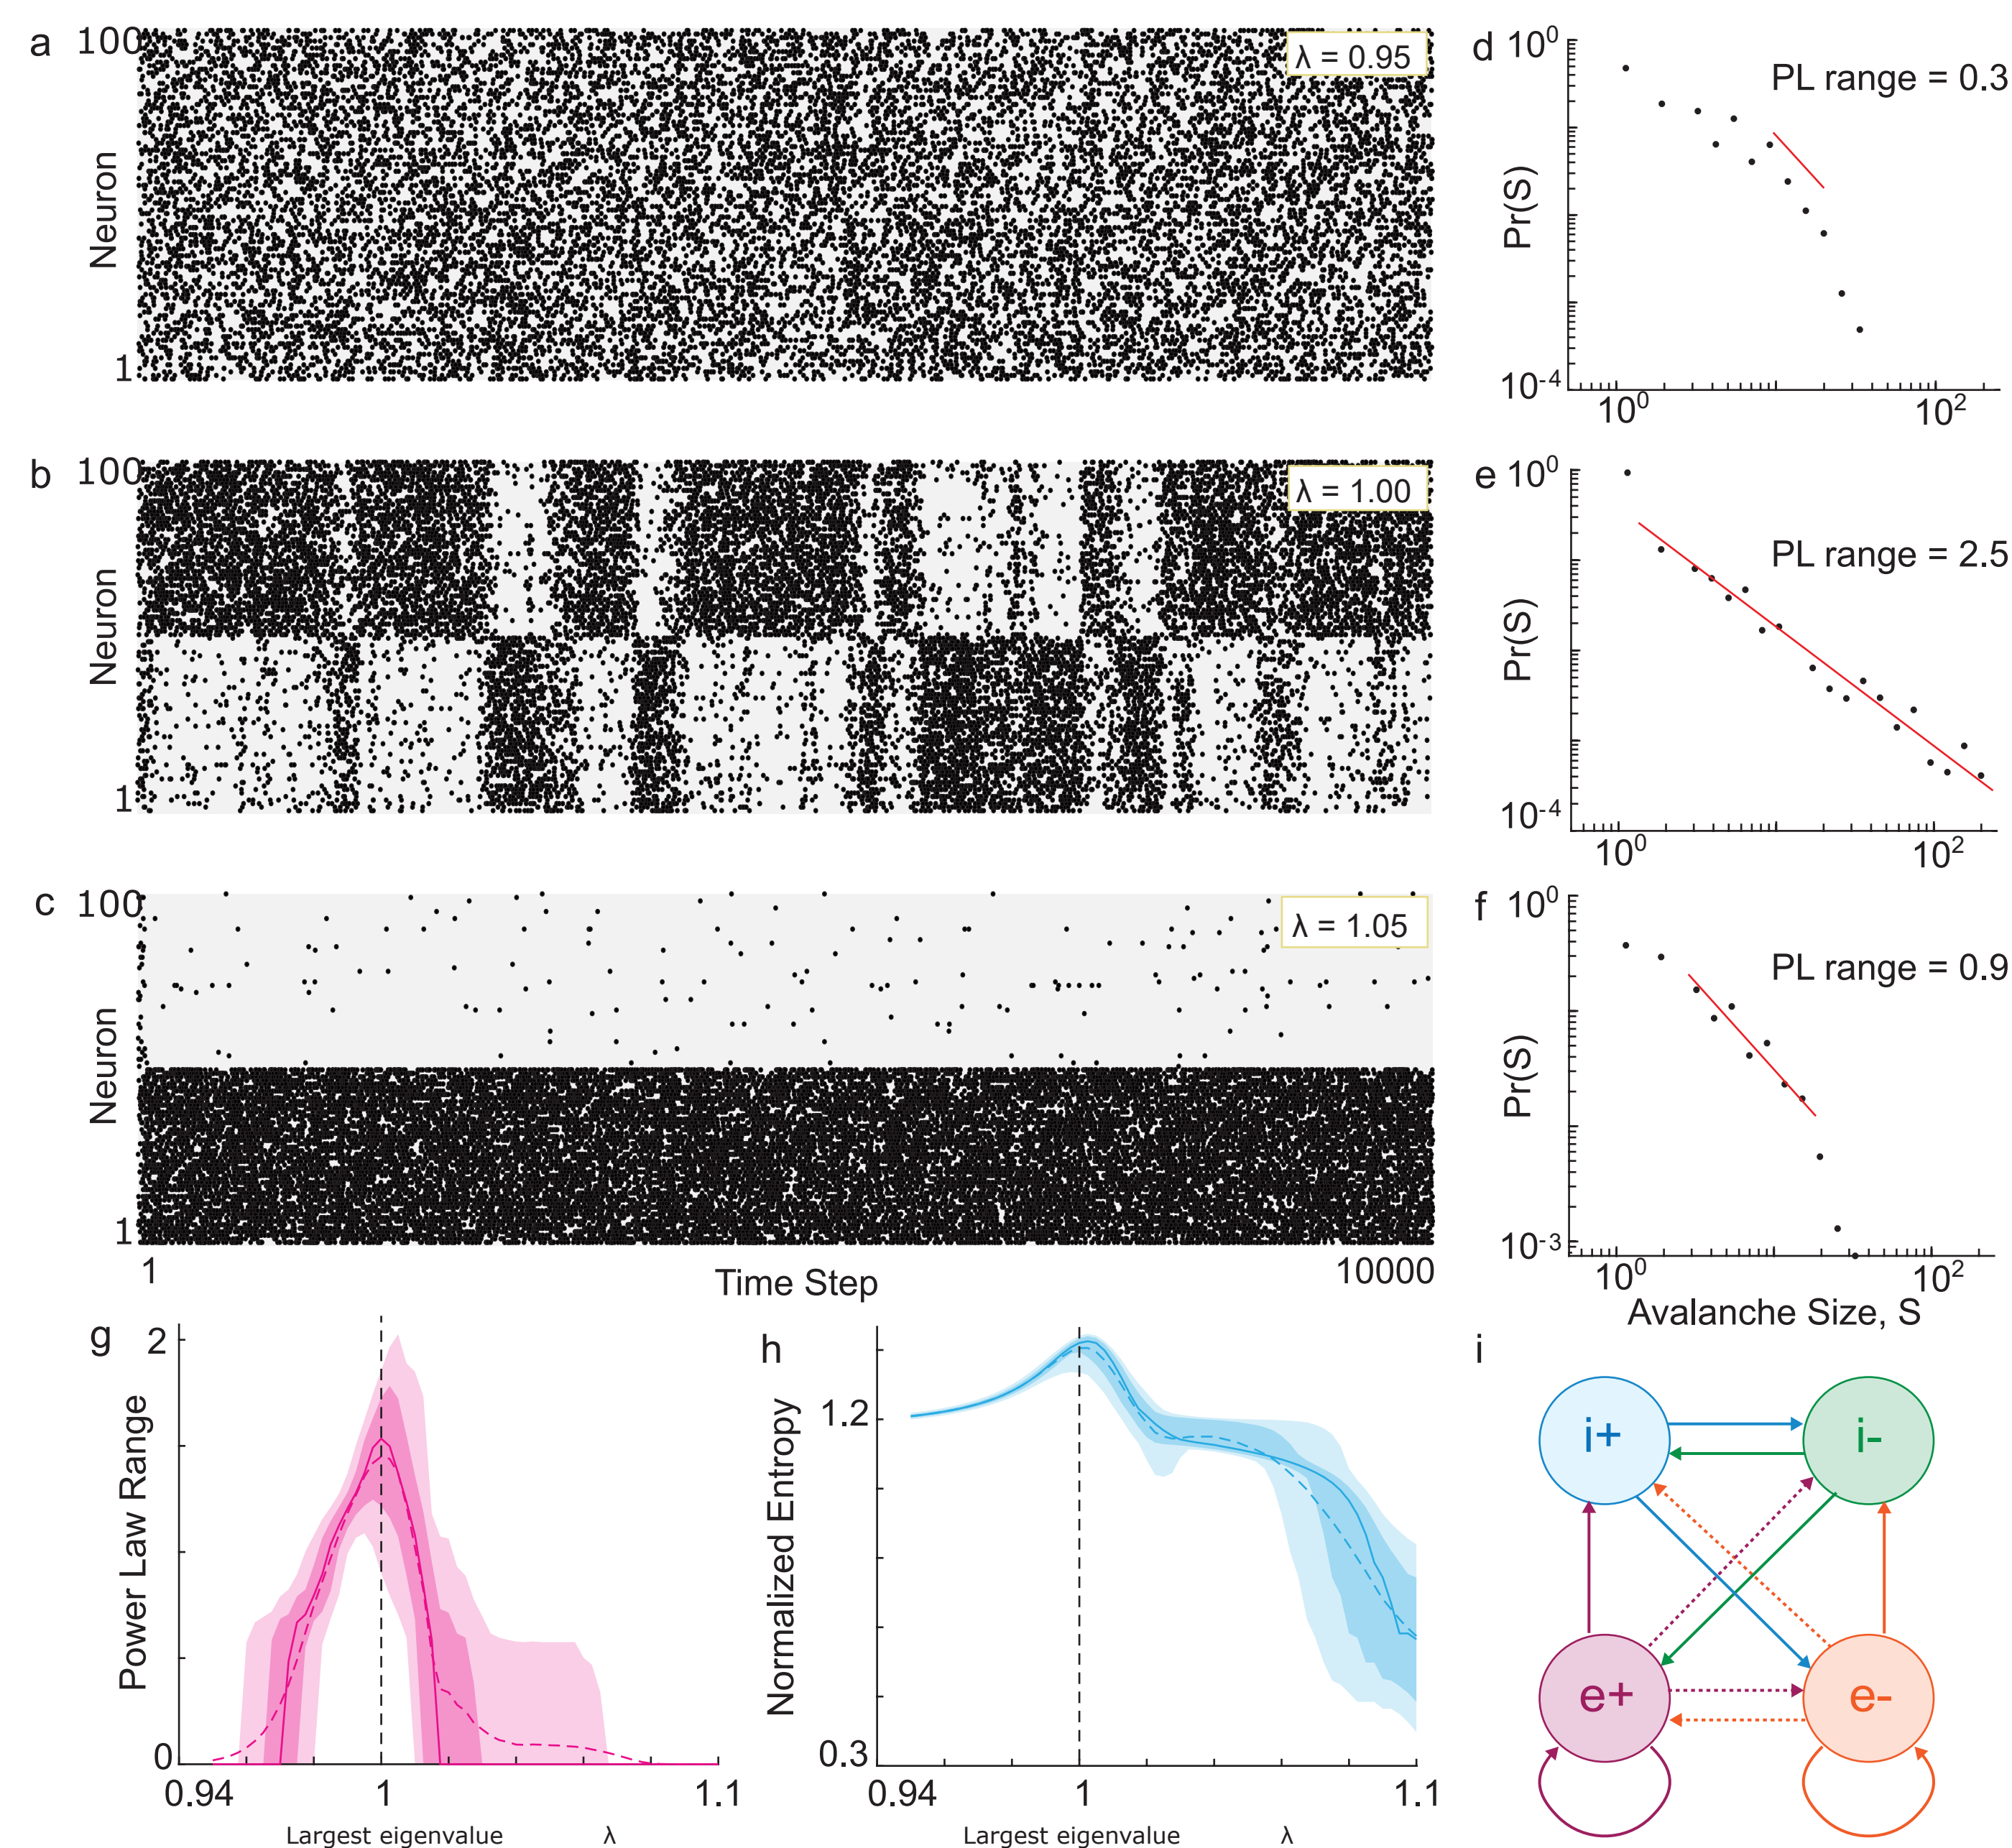 a
100
λ = 0.95
Neuron
1
d
10^0
PL range = 0.3
Pr(S)
10^-4
10^0
10^2
b
100
λ = 1.00
Neuron
1
e
10^0
PL range = 2.5
Pr(S)
10^-4
10^0
10^2
c
100
λ = 1.05
Neuron
1
1
Time Step
10000
f
10^0
PL range = 0.9
Pr(S)
10^-3
10^0
10^2
Avalanche Size, S
g
2
Power Law Range
0
0.94
1
1.1
Largest eigenvalue λ
h
1.2
Normalized Entropy
0.3
0.94
1
1.1
Largest eigenvalue λ
i
i+
i-
e+
e-